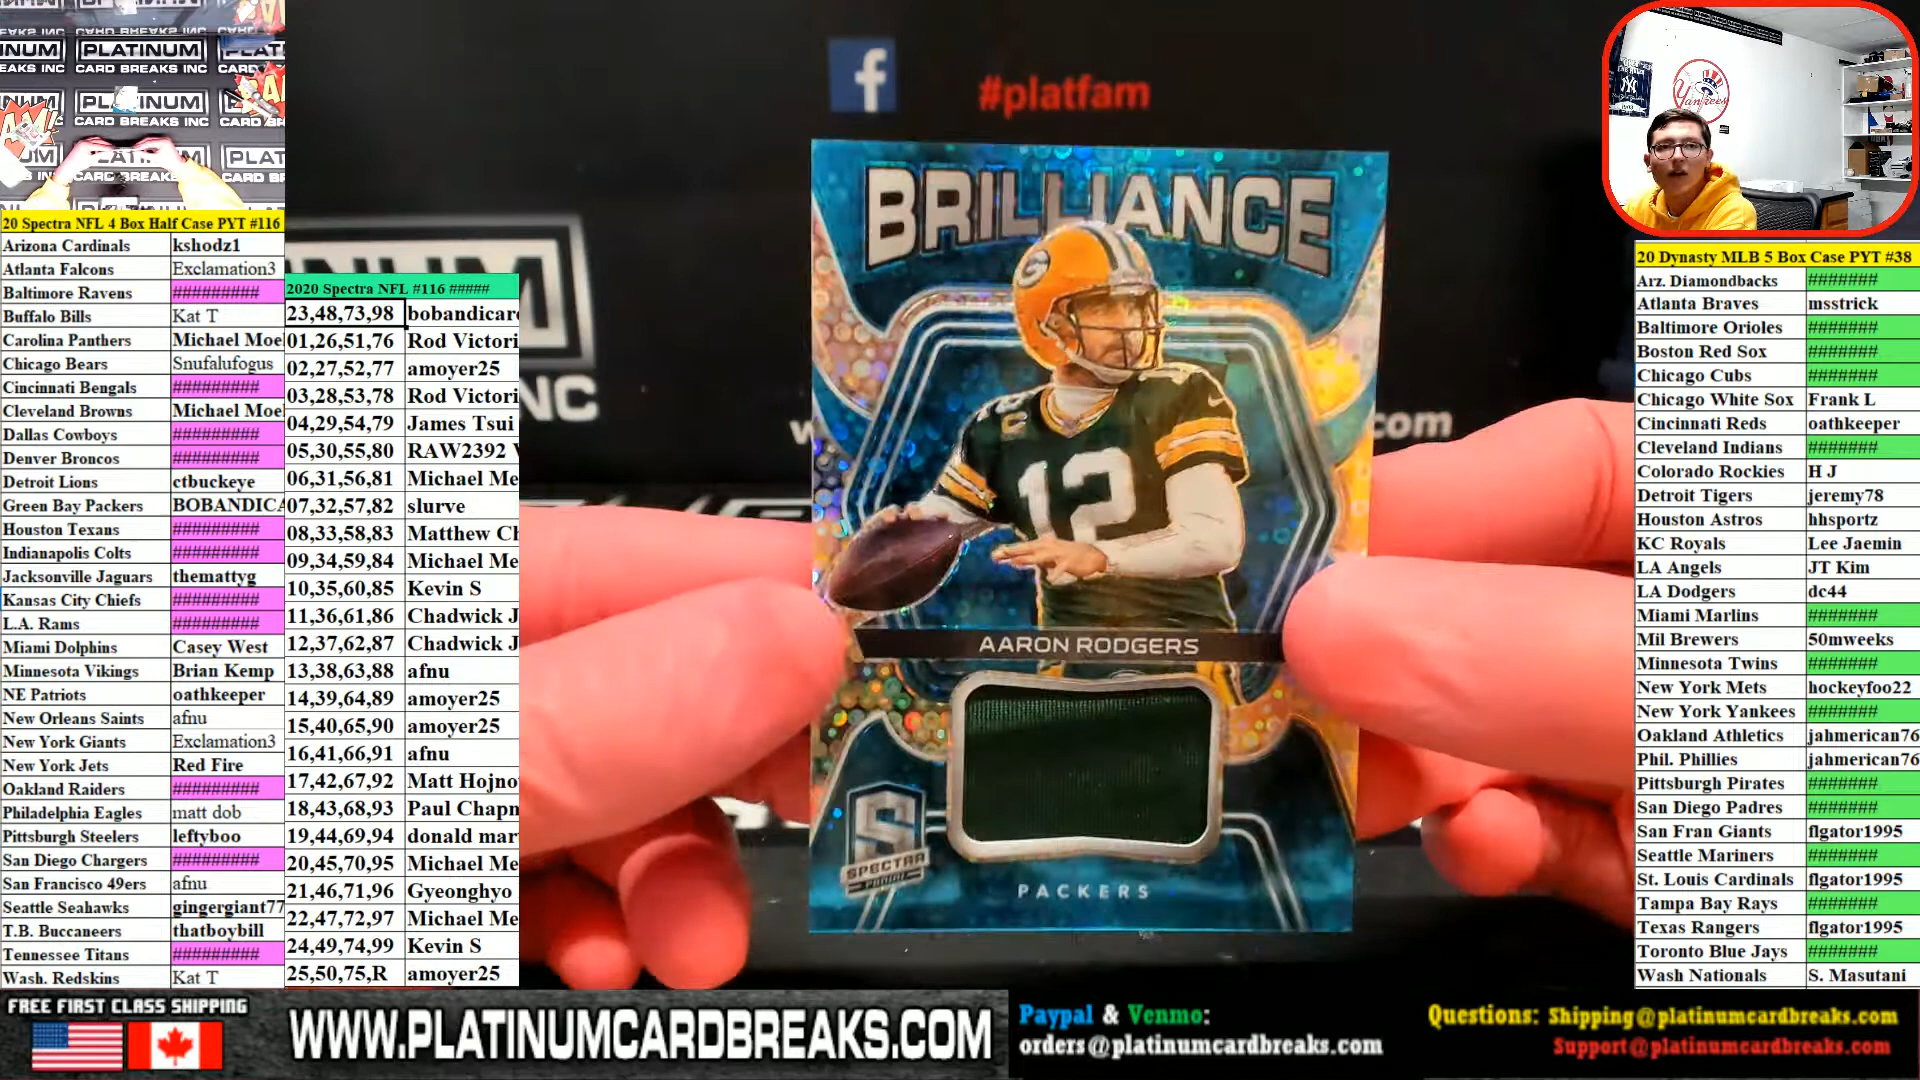 PLATINUM
CARD BREAKS INC
PLATINUM
CARD BREAKS INC
f
#platfam
Yankees
BRILLIANCE
12
AARON RODGERS
SPECTRA
PANINI
PACKERS
INC
com
20 Spectra NFL 4 Box Half Case PYT #116
Arizona Cardinals kshodz1
Atlanta Falcons Exclamation3
Baltimore Ravens #########
Buffalo Bills Kat T
Carolina Panthers Michael Moe
Chicago Bears Snufalufogus
Cincinnati Bengals #########
Cleveland Browns Michael Moe
Dallas Cowboys #########
Denver Broncos #########
Detroit Lions ctbuckeye
Green Bay Packers BOBANDICA
Houston Texans #########
Indianapolis Colts #########
Jacksonville Jaguars themattyg
Kansas City Chiefs #########
L.A. Rams #########
Miami Dolphins Casey West
Minnesota Vikings Brian Kemp
NE Patriots oathkeeper
New Orleans Saints afnu
New York Giants Exclamation3
New York Jets Red Fire
Oakland Raiders #########
Philadelphia Eagles matt dob
Pittsburgh Steelers leftyboo
San Diego Chargers #########
San Francisco 49ers afnu
Seattle Seahawks gingergiant77
T.B. Buccaneers thatboybill
Tennessee Titans #########
Wash. Redskins Kat T
2020 Spectra NFL #116 #####
23,48,73,98 bobandicar
01,26,51,76 Rod Victori
02,27,52,77 amoyer25
03,28,53,78 Rod Victori
04,29,54,79 James Tsui
05,30,55,80 RAW2392
06,31,56,81 Michael Me
07,32,57,82 slurve
08,33,58,83 Matthew Ch
09,34,59,84 Michael Me
10,35,60,85 Kevin S
11,36,61,86 Chadwick J
12,37,62,87 Chadwick J
13,38,63,88 afnu
14,39,64,89 amoyer25
15,40,65,90 amoyer25
16,41,66,91 afnu
17,42,67,92 Matt Hojno
18,43,68,93 Paul Chapn
19,44,69,94 donald mar
20,45,70,95 Michael Me
21,46,71,96 Gyeonghyo
22,47,72,97 Michael Me
24,49,74,99 Kevin S
25,50,75,R amoyer25
20 Dynasty MLB 5 Box Case PYT #38
Arz. Diamondbacks #######
Atlanta Braves msstrick
Baltimore Orioles #######
Boston Red Sox #######
Chicago Cubs #######
Chicago White Sox Frank L
Cincinnati Reds oathkeeper
Cleveland Indians #######
Colorado Rockies H J
Detroit Tigers jeremy78
Houston Astros hhsportz
KC Royals Lee Jaemin
LA Angels JT Kim
LA Dodgers dc44
Miami Marlins #######
Mil Brewers 50mweeks
Minnesota Twins #######
New York Mets hockeyfoo22
New York Yankees #######
Oakland Athletics jahmerican76
Phil. Phillies jahmerican76
Pittsburgh Pirates #######
San Diego Padres #######
San Fran Giants flgator1995
Seattle Mariners #######
St. Louis Cardinals flgator1995
Tampa Bay Rays #######
Texas Rangers flgator1995
Toronto Blue Jays #######
Wash Nationals S. Masutani
FREE FIRST CLASS SHIPPING
WWW.PLATINUMCARDBREAKS.COM
Paypal & Venmo:
orders@platinumcardbreaks.com
Questions: Shipping@platinumcardbreaks.com
Support@platinumcardbreaks.com